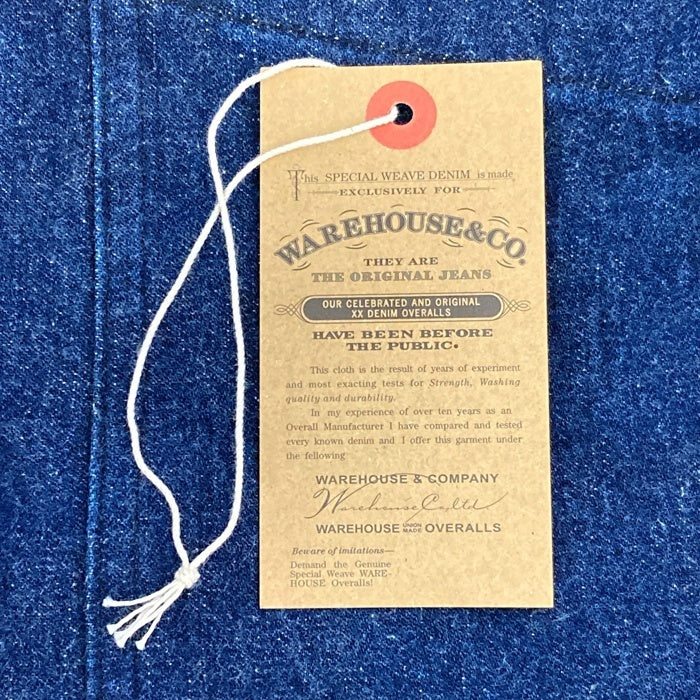 This SPECIAL WEAVE DENIM is made
EXCLUSIVELY FOR
WAREHOUSE&CO.
THEY ARE
THE ORIGINAL JEANS
OUR CELEBRATED AND ORIGINAL
XX DENIM OVERALLS
HAVE BEEN BEFORE
THE PUBLIC.
This cloth is the result of years of experiment
and most exacting tests for Strength, Washing
quality and durability.
In my experience of over ten years as an
Overall Manufacturer I have compared and tested
every known denim and I offer this garment under
the fellowing
WAREHOUSE & COMPANY
Warehouse Co,ltd
WAREHOUSE UNION MADE OVERALLS
Beware of imitations—
Demand the Genuine
Special Weave WARE-
HOUSE Overalls!